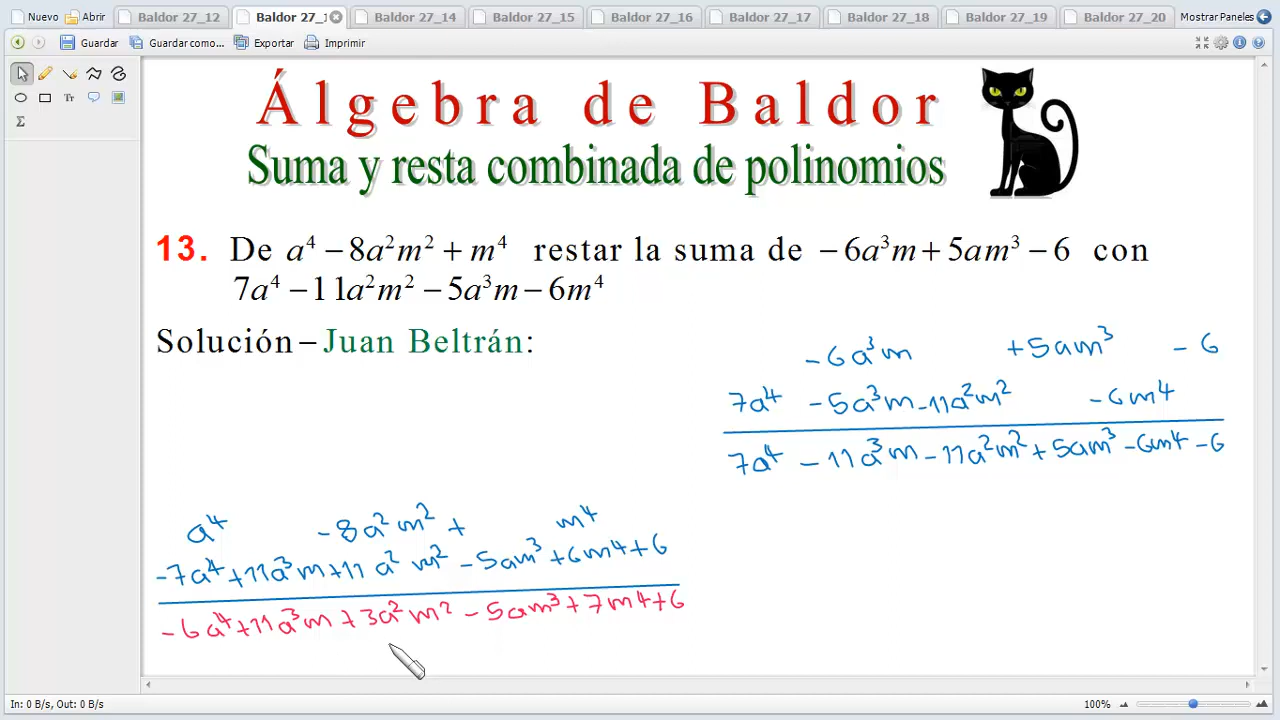 Nuevo Abrir Baldor 27_12 Baldor 27_1 Baldor 27_14 Baldor 27_15 Baldor 27_16 Baldor 27_17 Baldor 27_18 Baldor 27_19 Baldor 27_20 Mostrar Paneles
Guardar Guardar como... Exportar Imprimir
Álgebra de Baldor
Suma y resta combinada de polinomios
13. De a⁴ − 8a²m² + m⁴ restar la suma de − 6a³m + 5am³ − 6 con
7a⁴ − 11a²m² − 5a³m − 6m⁴
Solución – Juan Beltrán:
- 6a³m + 5am³ - 6
7a⁴ - 5a³m - 11a²m² - 6m⁴
7a⁴ - 11a³m - 11a²m² + 5am³ - 6m⁴ - 6
a⁴ - 8a²m² + m⁴
- 7a⁴ + 11a³m + 11a²m² - 5am³ + 6m⁴ + 6
- 6a⁴ + 11a³m + 3a²m² - 5am³ + 7m⁴ + 6
In: 0 B/s, Out: 0 B/s 100%